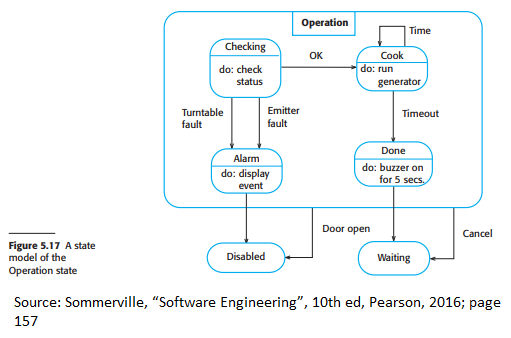 Operation
Time
Checking
OK
Cook
do: check
status
do: run
generator
Turntable
fault
Emitter
fault
Timeout
Alarm
do: display
event
Done
do: buzzer on
for 5 secs.
Door open
Cancel
Disabled
Waiting
Figure 5.17 A state
model of the
Operation state
Source: Sommerville, “Software Engineering”, 10th ed, Pearson, 2016; page
157